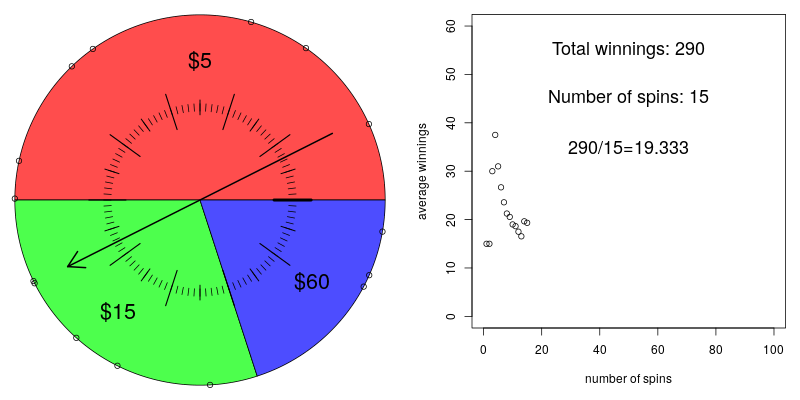 $5
$15
$60
Total winnings: 290
Number of spins: 15
290/15=19.333
average winnings
60
50
40
30
20
10
0
0 20 40 60 80 100
number of spins